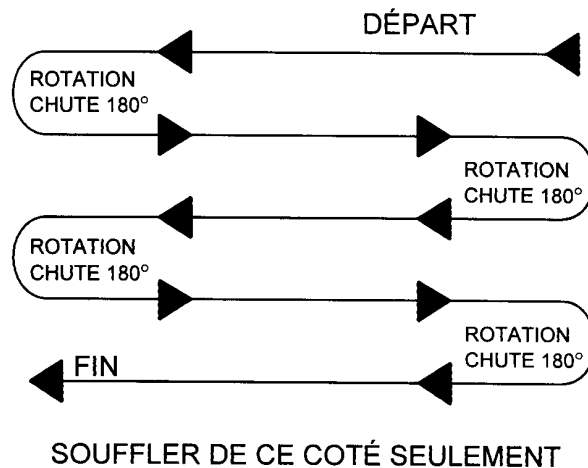 DÉPART
ROTATION
CHUTE 180°
ROTATION
CHUTE 180°
ROTATION
CHUTE 180°
ROTATION
CHUTE 180°
FIN
SOUFFLER DE CE COTÉ SEULEMENT